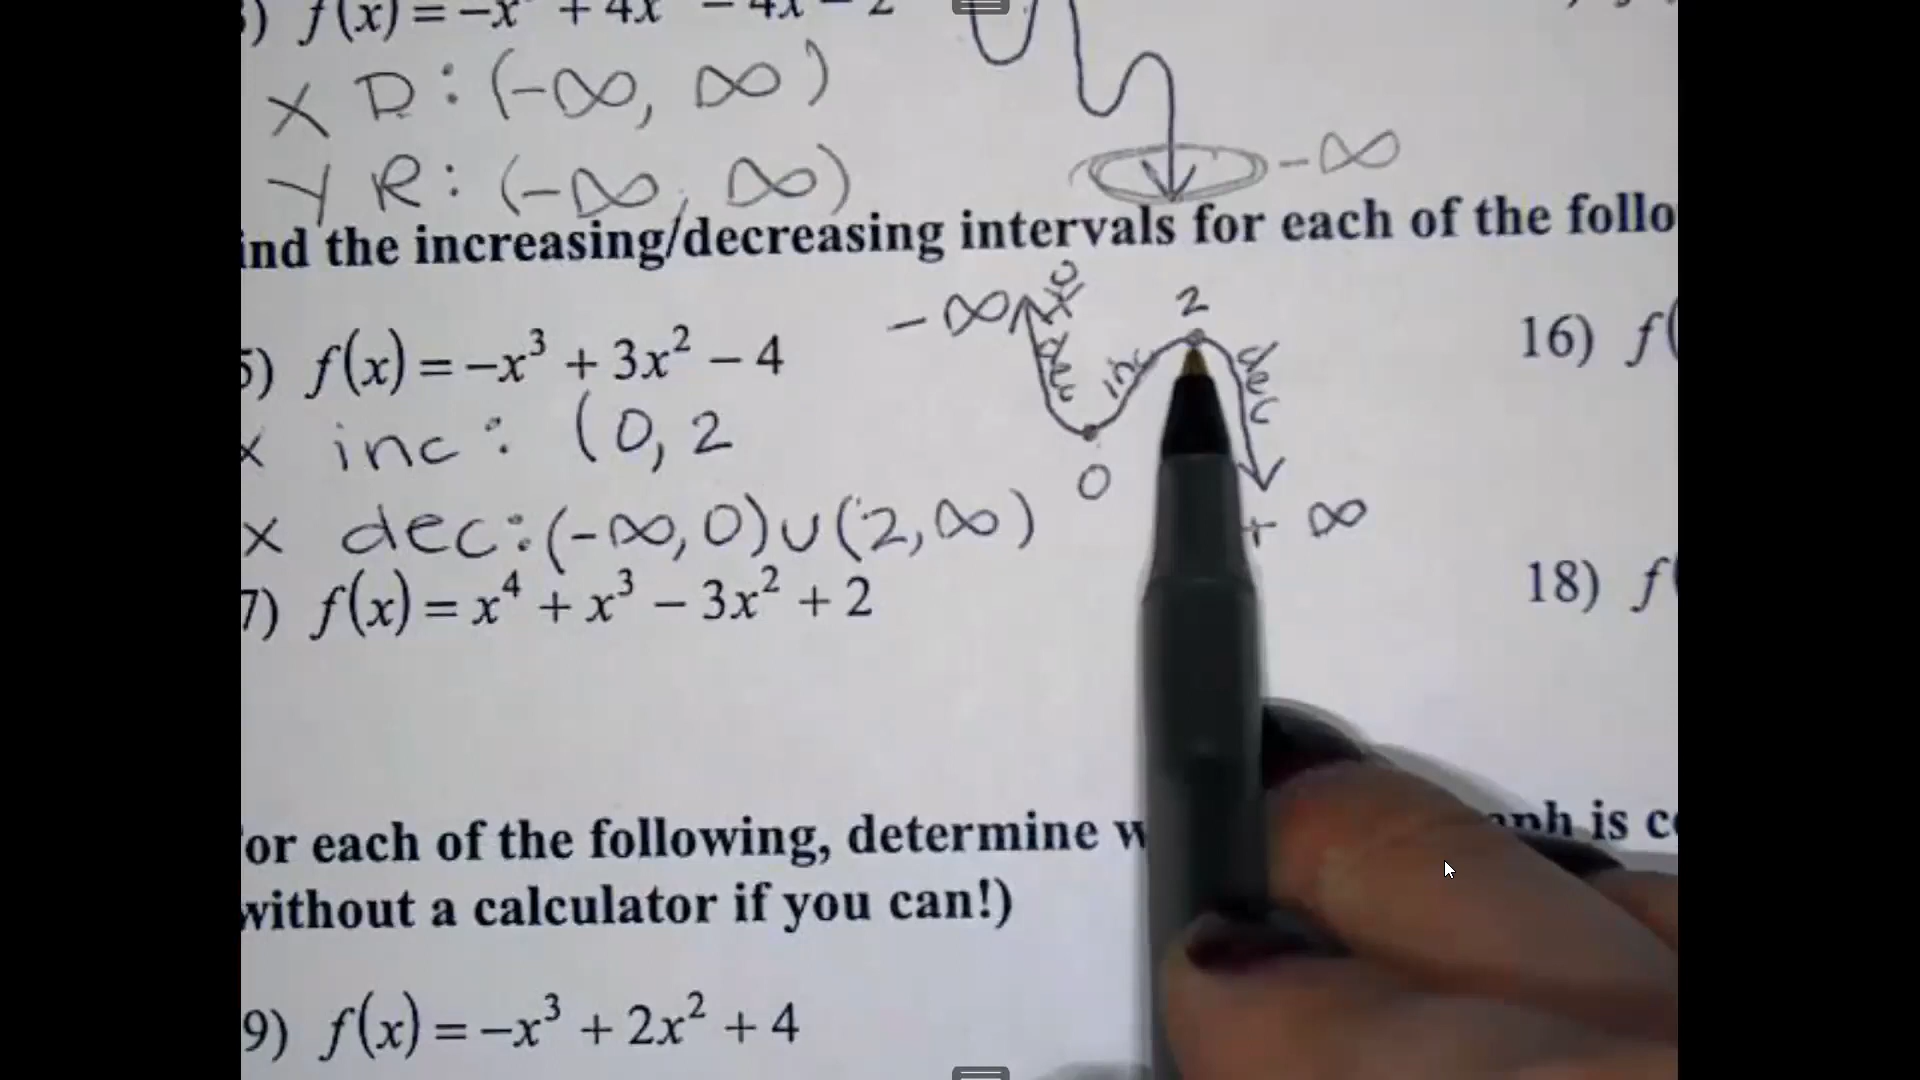 ) f(x) = −x + 4x − 4x − 2
X D: (-∞, ∞)
Y R: (-∞, ∞)
-∞
ind the increasing/decreasing intervals for each of the follo
5) f(x) = −x³ + 3x² − 4
-∞
dec
inc
2
dec
0
+ ∞
16) f(
x inc: (0, 2
x dec: (-∞, 0) ∪ (2, ∞)
7) f(x) = x⁴ + x³ − 3x² + 2
18) f(
or each of the following, determine w
is c
without a calculator if you can!)
9) f(x) = −x³ + 2x² + 4